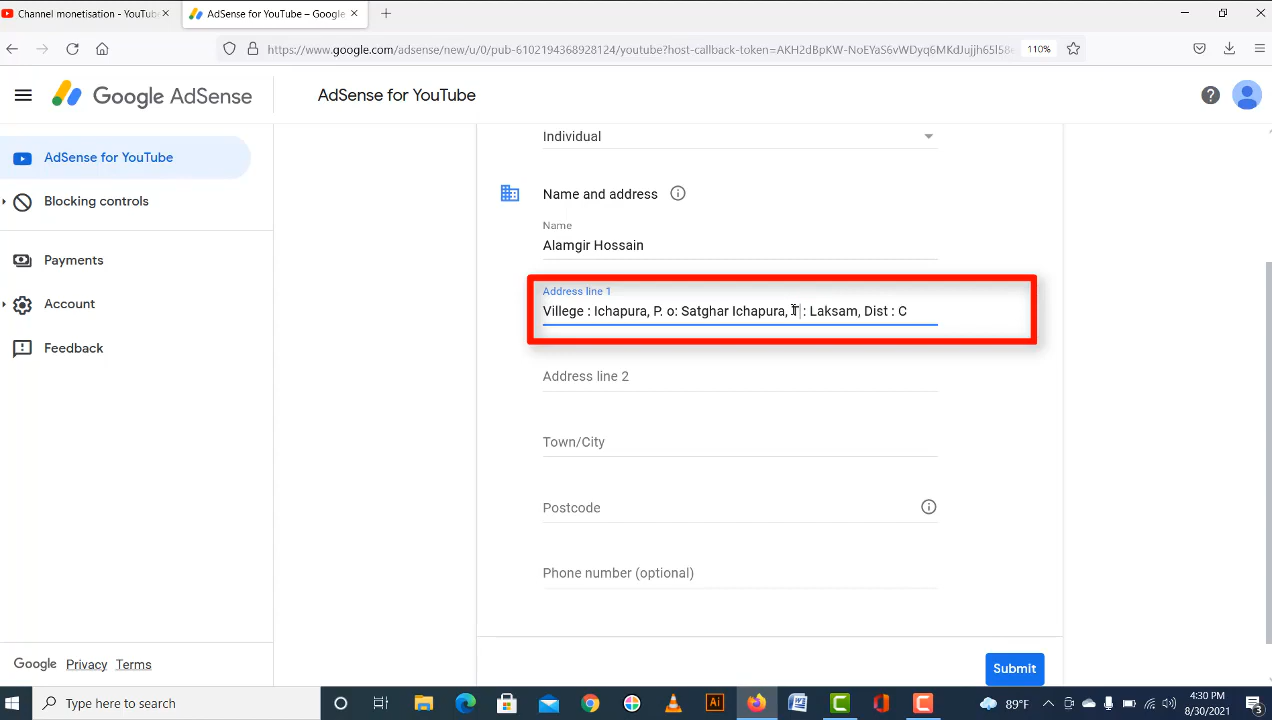 Channel monetisation - YouTube
AdSense for YouTube – Google
https://www.google.com/adsense/new/u/0/pub-6102194368928124/youtube?host-callback-token=AKH2dBpKW-NoEYaS6vWDyq6MKdJujjh65l58
110%
Google AdSense
AdSense for YouTube
AdSense for YouTube
Blocking controls
Payments
Account
Feedback
Individual
Name and address
Name
Alamgir Hossain
Address line 1
Villege : Ichapura, P. o: Satghar Ichapura, T : Laksam, Dist : C
Address line 2
Town/City
Postcode
Phone number (optional)
Submit
Google Privacy Terms
Type here to search
Ai
89°F
4:30 PM
8/30/2021
3